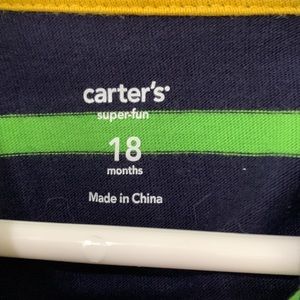 carter's
super-fun
18
months
Made in China